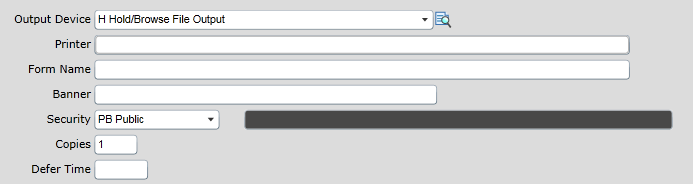 Output Device H Hold/Browse File Output
Printer
Form Name
Banner
Security PB Public
Copies 1
Defer Time